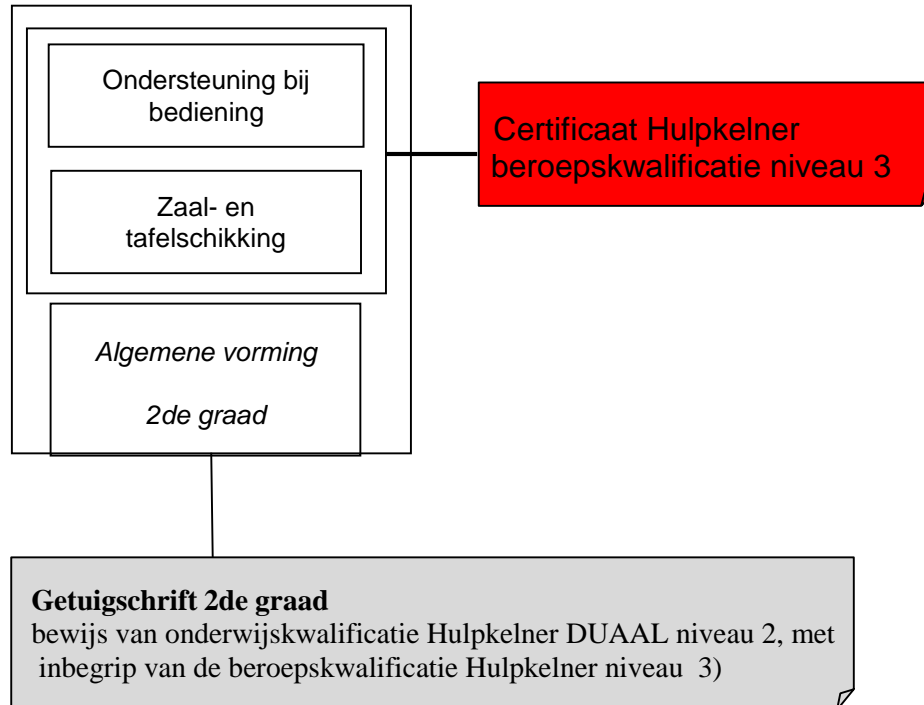 Ondersteuning bij
bediening
Zaal- en
tafelschikking
Certificaat Hulpkelner
beroepskwalificatie niveau 3
Algemene vorming
2de graad
Getuigschrift 2de graad
bewijs van onderwijskwalificatie Hulpkelner DUAAL niveau 2, met
inbegrip van de beroepskwalificatie Hulpkelner niveau 3)